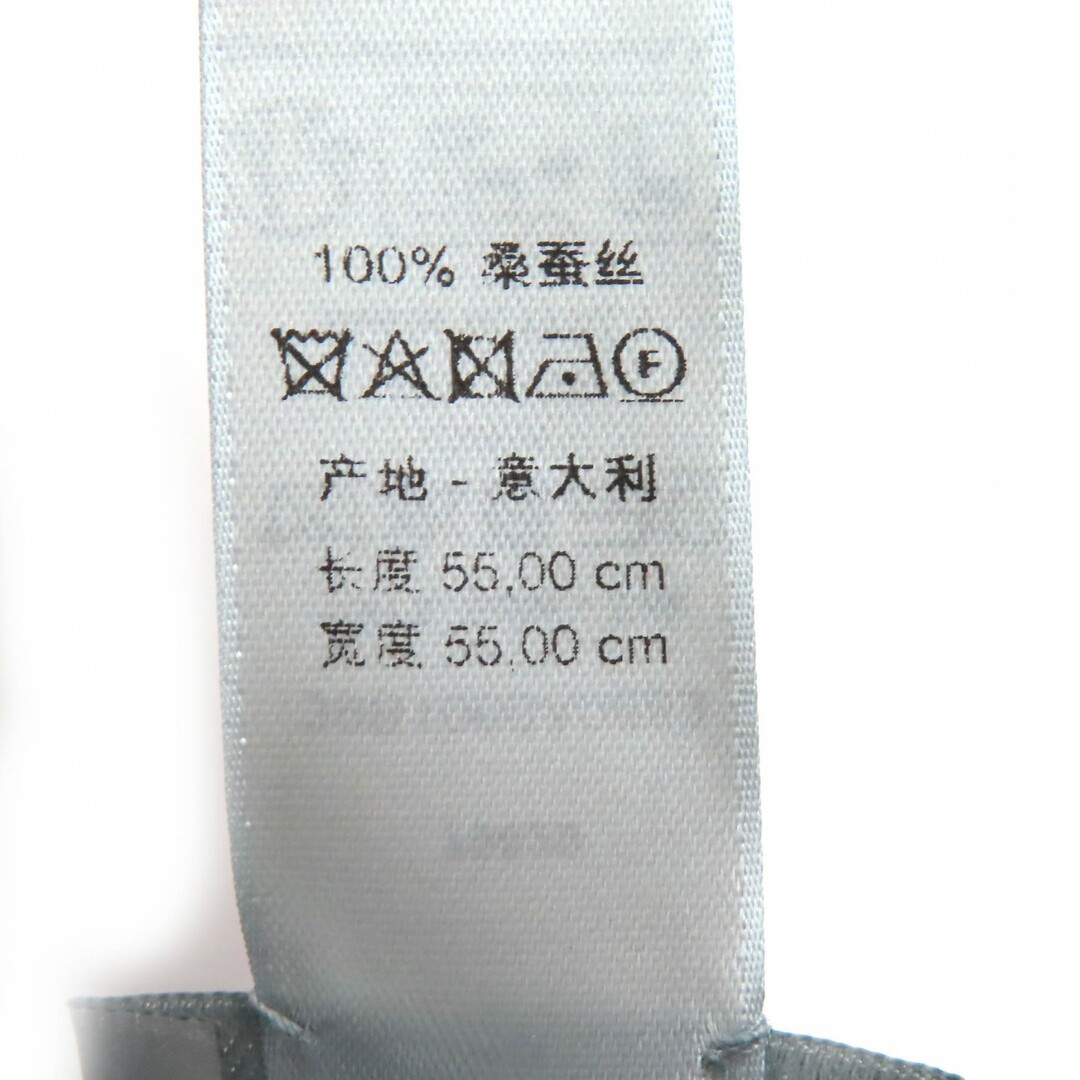 100% 桑蚕丝
F
产地 - 意大利
长度 55.00 cm
宽度 55.00 cm